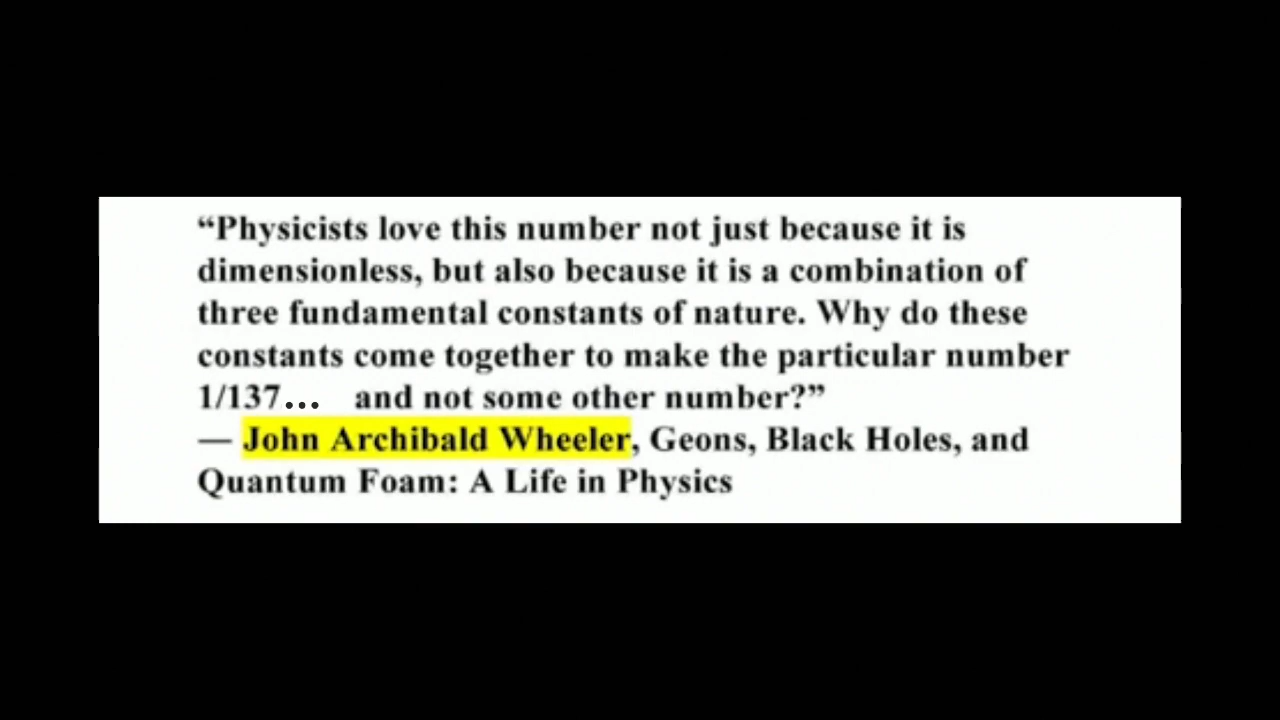 “Physicists love this number not just because it is
dimensionless, but also because it is a combination of
three fundamental constants of nature. Why do these
constants come together to make the particular number
1/137… and not some other number?”
— John Archibald Wheeler, Geons, Black Holes, and
Quantum Foam: A Life in Physics